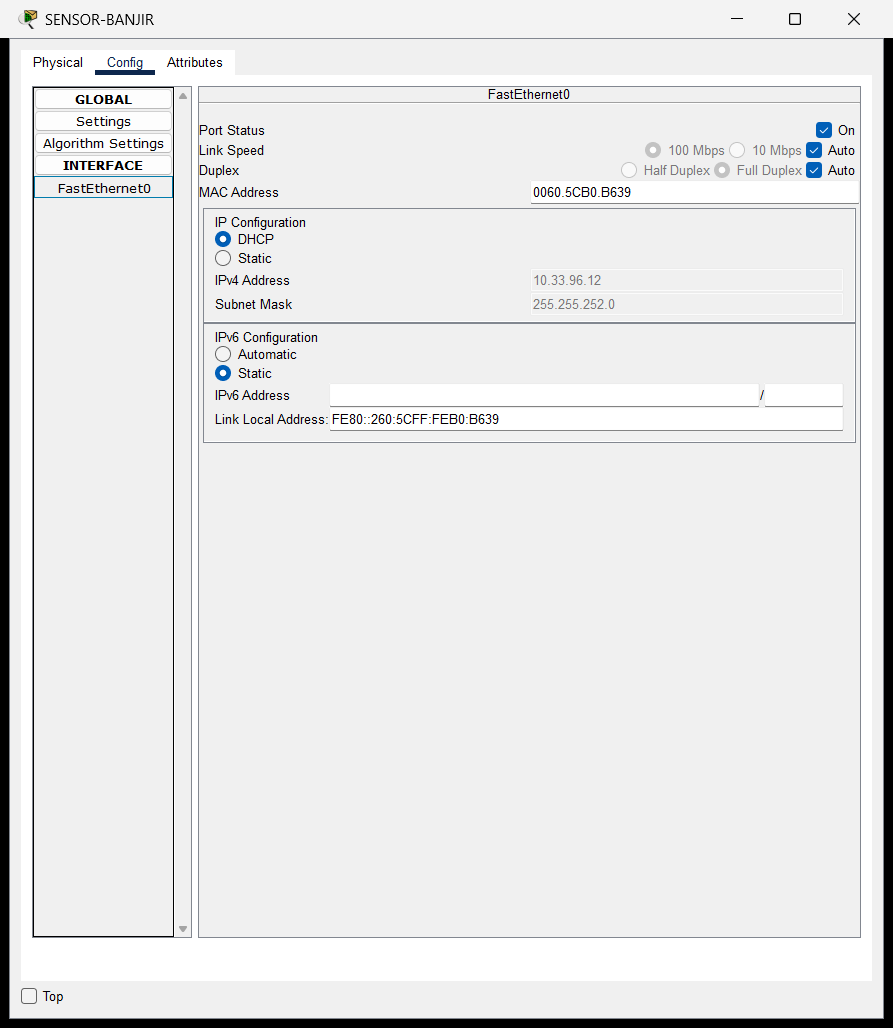 SENSOR-BANJIR
Physical Config Attributes
GLOBAL
Settings
Algorithm Settings
INTERFACE
FastEthernet0
FastEthernet0
Port Status On
Link Speed 100 Mbps 10 Mbps Auto
Duplex Half Duplex Full Duplex Auto
MAC Address 0060.5CB0.B639
IP Configuration
DHCP
Static
IPv4 Address 10.33.96.12
Subnet Mask 255.255.252.0
IPv6 Configuration
Automatic
Static
IPv6 Address /
Link Local Address: FE80::260:5CFF:FEB0:B639
Top